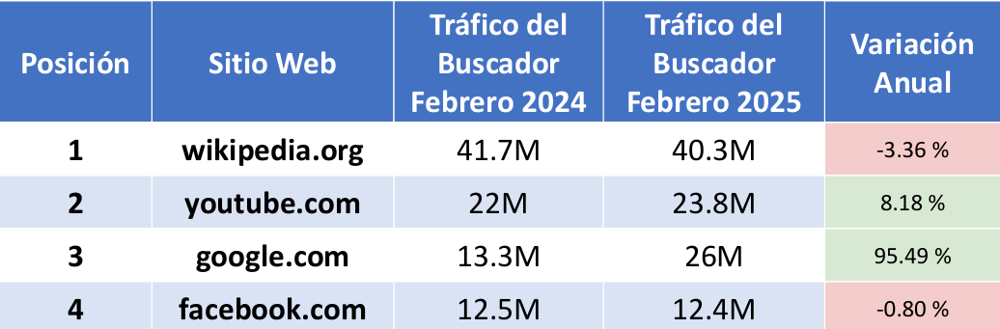 Posición Sitio Web Tráfico del Buscador Febrero 2024 Tráfico del Buscador Febrero 2025 Variación Anual
1 wikipedia.org 41.7M 40.3M -3.36 %
2 youtube.com 22M 23.8M 8.18 %
3 google.com 13.3M 26M 95.49 %
4 facebook.com 12.5M 12.4M -0.80 %